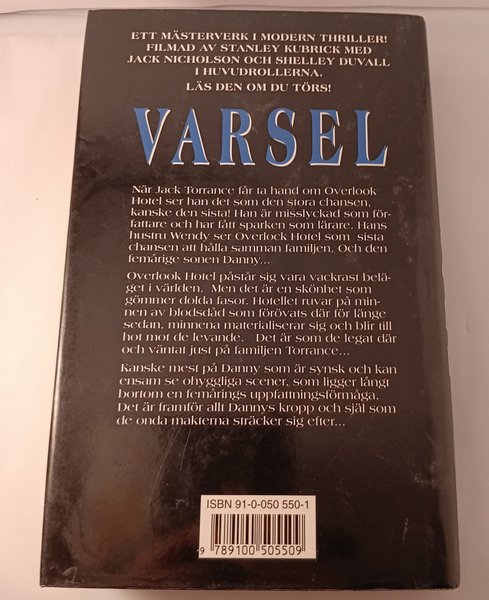 ETT MÄSTERVERK I MODERN THRILLER!
FILMAD AV STANLEY KUBRICK MED
JACK NICHOLSON OCH SHELLEY DUVALL
I HUVUDROLLERNA.
LÄS DEN OM DU TÖRS!
VARSEL
När Jack Torrance får ta hand om Overlook
Hotel ser han det som den stora chansen,
kanske den sista! Han är misslyckad som för-
fattare och har fått sparken som lärare. Hans
hustru Wendy ser Overlock Hotel som sista
chansen att hålla samman familjen. Och den
femårige sonen Danny...
Overlook Hotel påstår sig vara vackrast belä-
get i världen. Men det är en skönhet som
gömmer dolda fasor. Hotellet ruvar på min-
nen av blodsdåd som förövats där för länge
sedan, minnena materialiserar sig och blir till
hot mot de levande. Det är som de legat där
och väntat just på familjen Torrance...
Kanske mest på Danny som är synsk och kan
ensam se ohyggliga scener, som ligger långt
bortom en femårings uppfattningsförmåga.
Det är framför allt Dannys kropp och själ som
de onda makterna sträcker sig efter...
ISBN 91-0-050 550-1
9 789100 505509